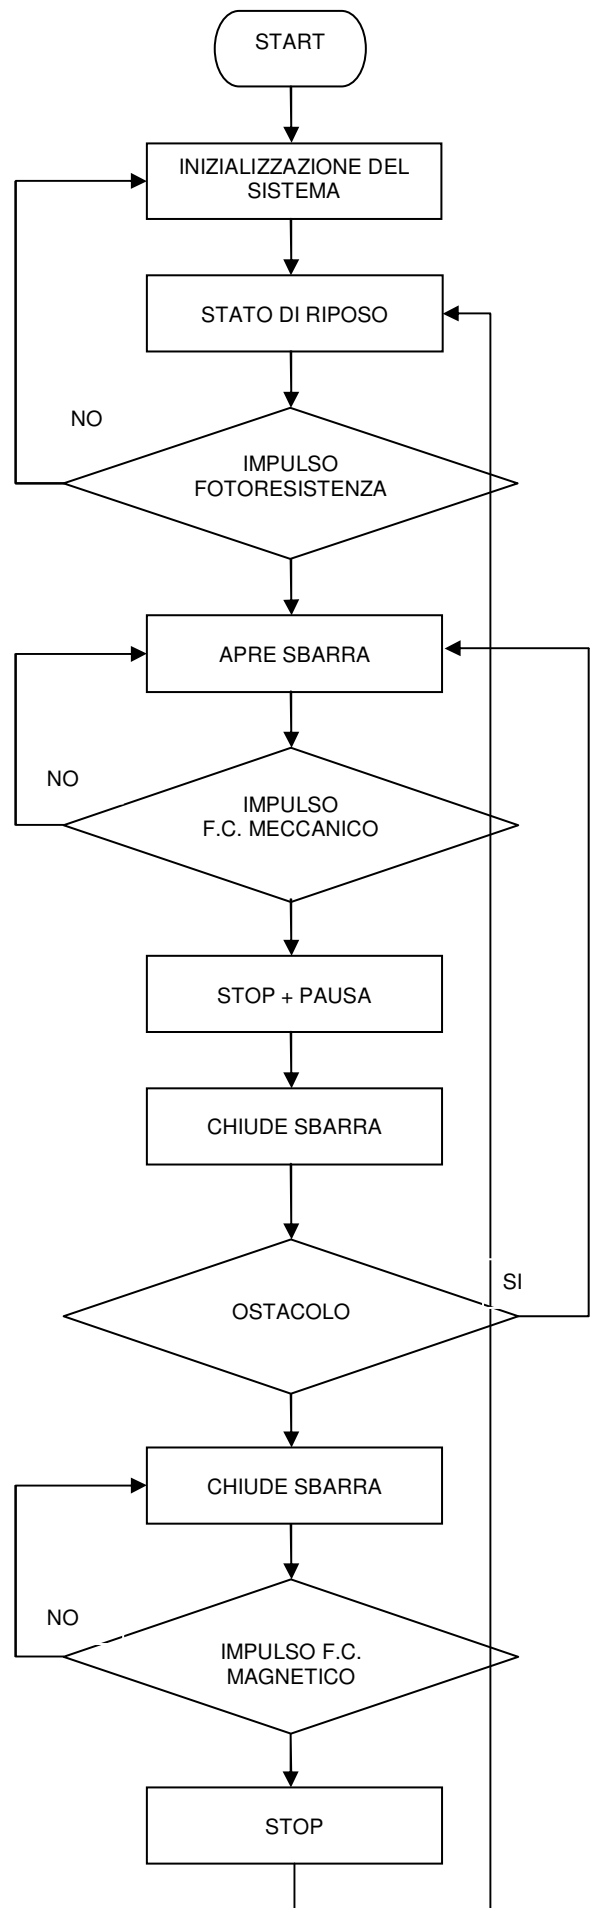 START
INIZIALIZZAZIONE DEL
SISTEMA
STATO DI RIPOSO
NO
IMPULSO
FOTORESISTENZA
APRE SBARRA
NO
IMPULSO
F.C. MECCANICO
STOP + PAUSA
CHIUDE SBARRA
SI
OSTACOLO
CHIUDE SBARRA
NO
IMPULSO F.C.
MAGNETICO
STOP